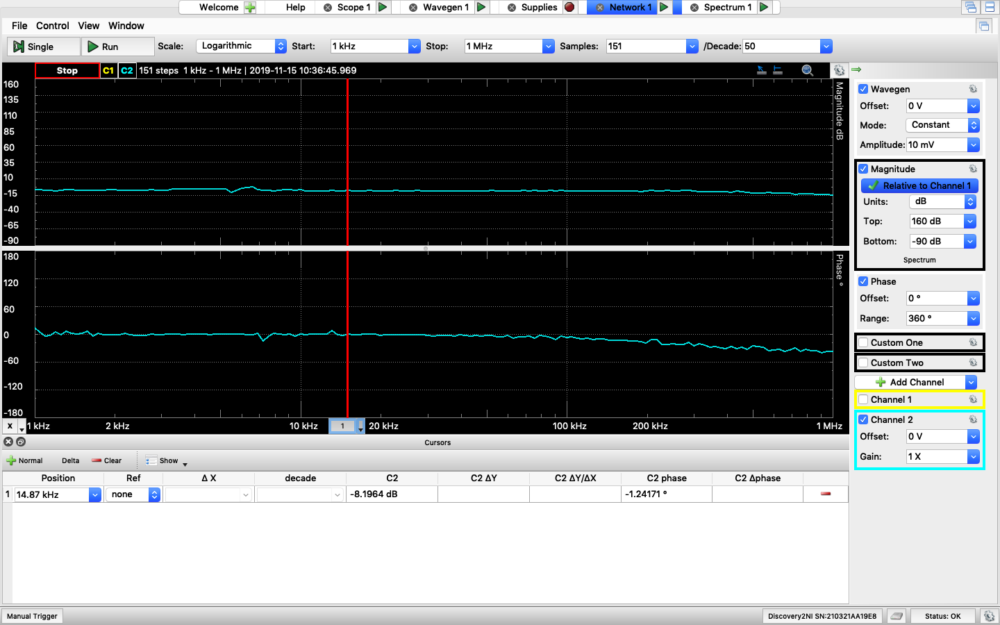 Welcome Help Scope 1 Wavegen 1 Supplies Network 1 Spectrum 1
File Control View Window
Single Run Scale: Logarithmic Start: 1 kHz Stop: 1 MHz Samples: 151 /Decade: 50
Stop C1 C2 151 steps 1 kHz - 1 MHz | 2019-11-15 10:36:45.969
160
135
110
85
60
35
10
-15
-40
-65
-90
Magnitude dB
180
120
60
0
-60
-120
-180
Phase °
X 1 kHz 2 kHz 10 kHz 1 20 kHz 100 kHz 200 kHz 1 MHz
Cursors
Normal Delta Clear Show
Position Ref Δ X decade C2 C2 ΔY C2 ΔY/ΔX C2 phase C2 Δphase
1 14.87 kHz none -8.1964 dB -1.24171 °
Wavegen
Offset: 0 V
Mode: Constant
Amplitude: 10 mV
Magnitude
Relative to Channel 1
Units: dB
Top: 160 dB
Bottom: -90 dB
Spectrum
Phase
Offset: 0 °
Range: 360 °
Custom One
Custom Two
Add Channel
Channel 1
Channel 2
Offset: 0 V
Gain: 1 X
Manual Trigger Discovery2NI SN:210321AA19E8 Status: OK